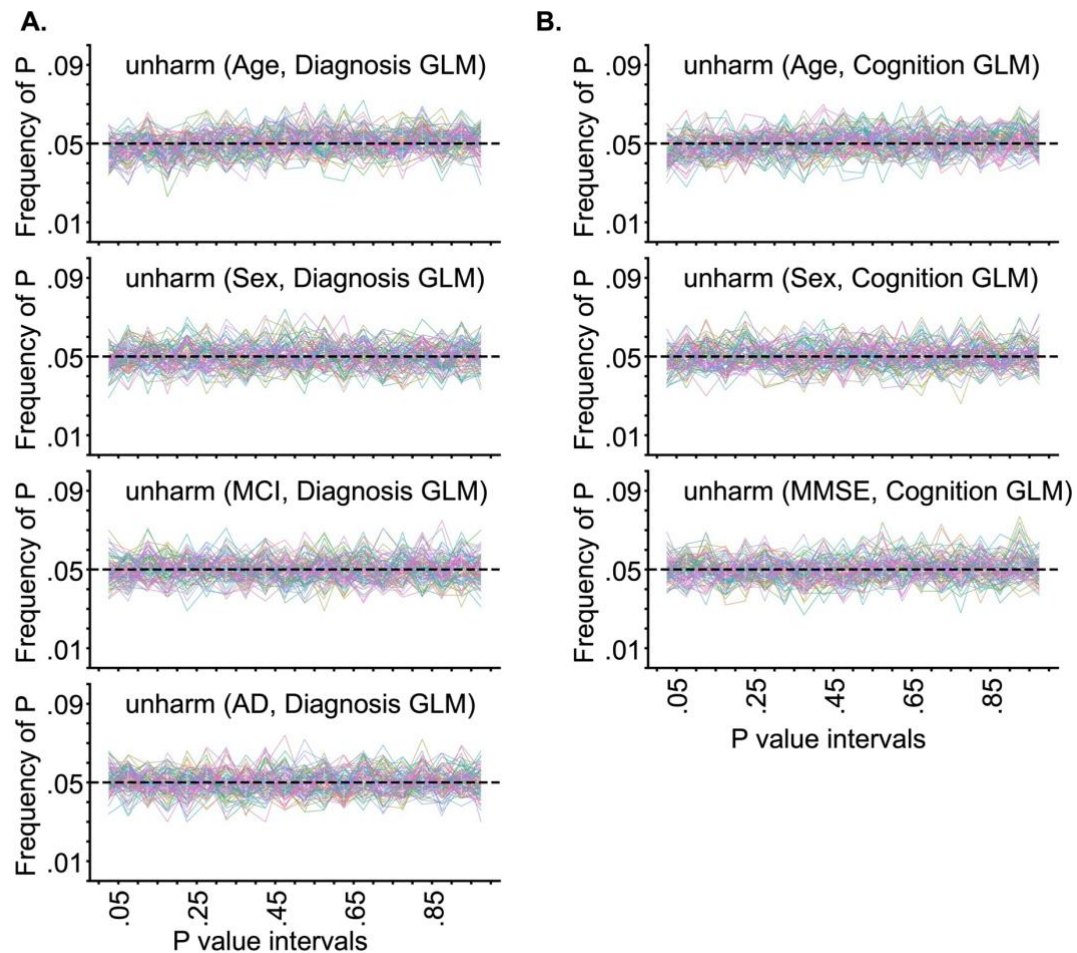 A.
unharm (Age, Diagnosis GLM)
Frequency of P
.09
.05
.01
unharm (Sex, Diagnosis GLM)
Frequency of P
.09
.05
.01
unharm (MCI, Diagnosis GLM)
Frequency of P
.09
.05
.01
unharm (AD, Diagnosis GLM)
Frequency of P
.09
.05
.01
.05 .25 .45 .65 .85
P value intervals
B.
unharm (Age, Cognition GLM)
Frequency of P
.09
.05
.01
unharm (Sex, Cognition GLM)
Frequency of P
.09
.05
.01
unharm (MMSE, Cognition GLM)
Frequency of P
.09
.05
.01
.05 .25 .45 .65 .85
P value intervals